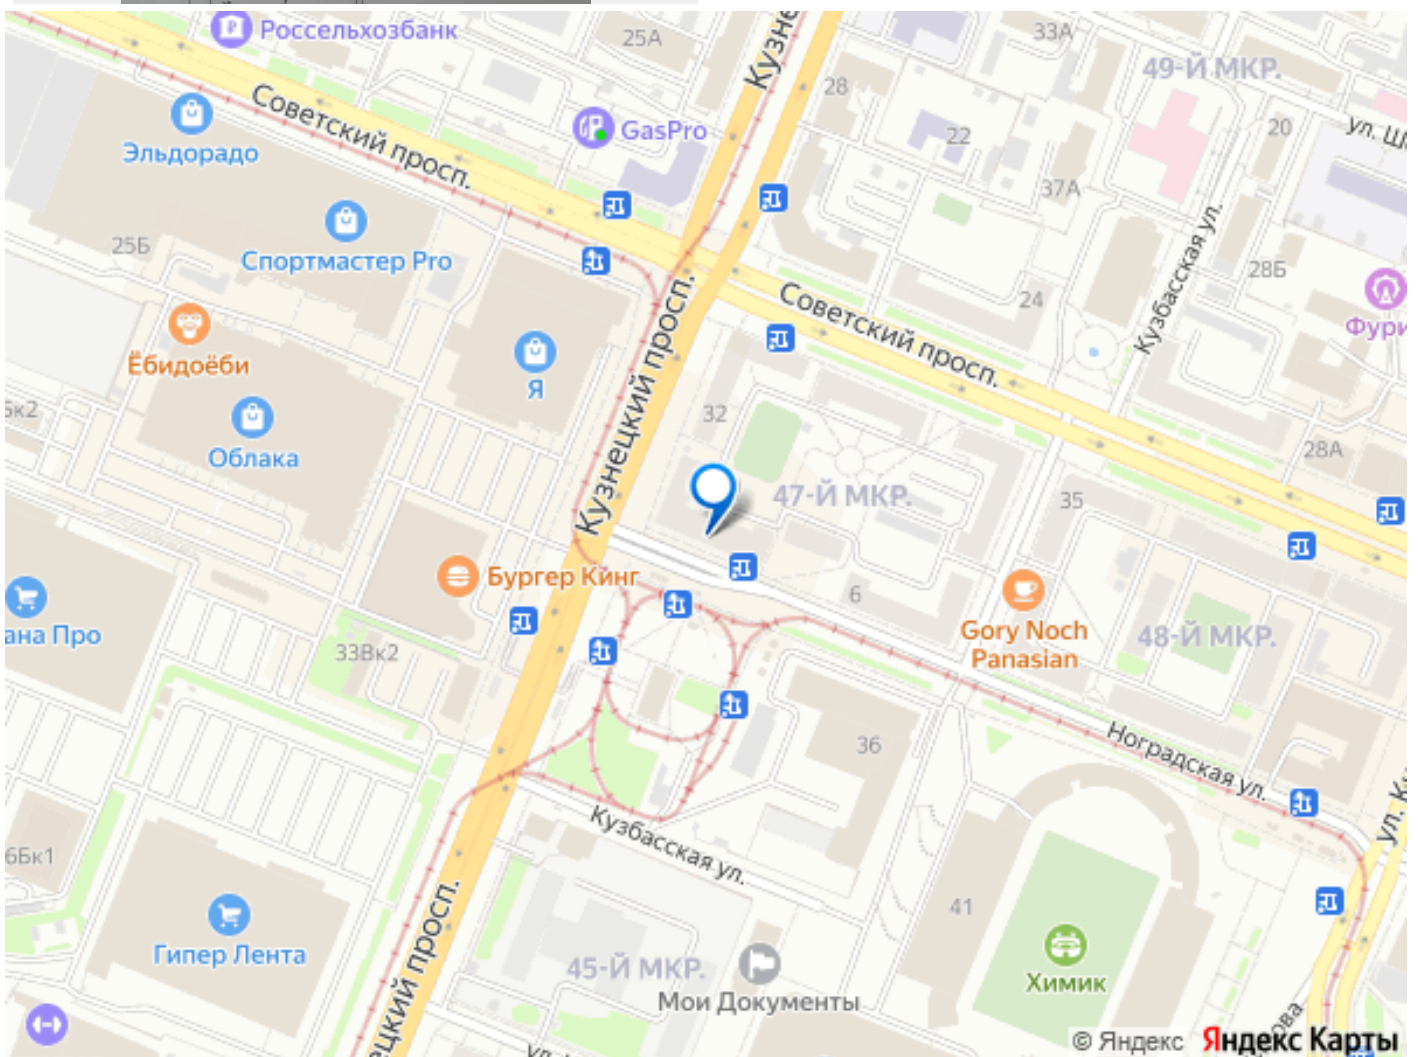 Россельхозбанк
25А
Кузне
33А
49-Й МКР.
28
Советский просп.
GasPro
22
20
ул. Ш
Эльдорадо
37А
Спортмастер Pro
25Б
Кузнецкий просп.
Советский просп.
24
Кузбасская ул.
28Б
Фури
Ёбидоёби
Я
32
5к2
Облака
28А
47-Й МКР.
35
Бургер Кинг
6
Gory Noch
Panasian
48-Й МКР.
ана Про
33Вк2
36
Ноградская ул.
Кузбасская ул.
ул. К
6Бк1
41
Гипер Лента
ецкий просп.
45-Й МКР.
Мои Документы
Химик
ова
© Яндекс Яндекс Карты